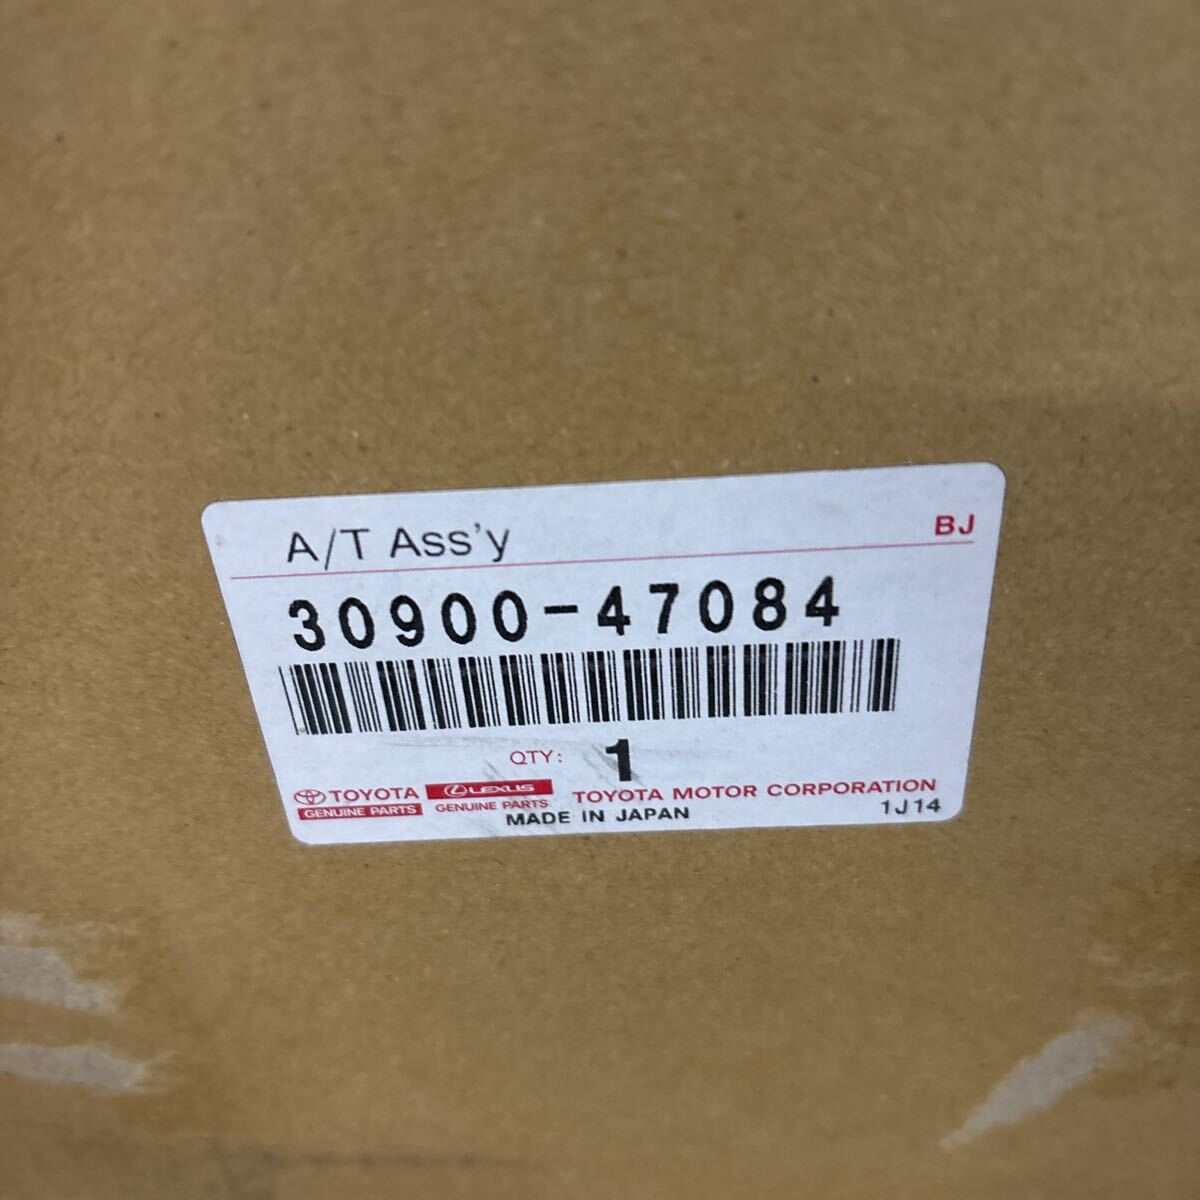 A/T Ass'y
BJ
30900-47084
QTY: 1
TOYOTA
GENUINE PARTS
LEXUS
GENUINE PARTS
TOYOTA MOTOR CORPORATION
MADE IN JAPAN
1J14